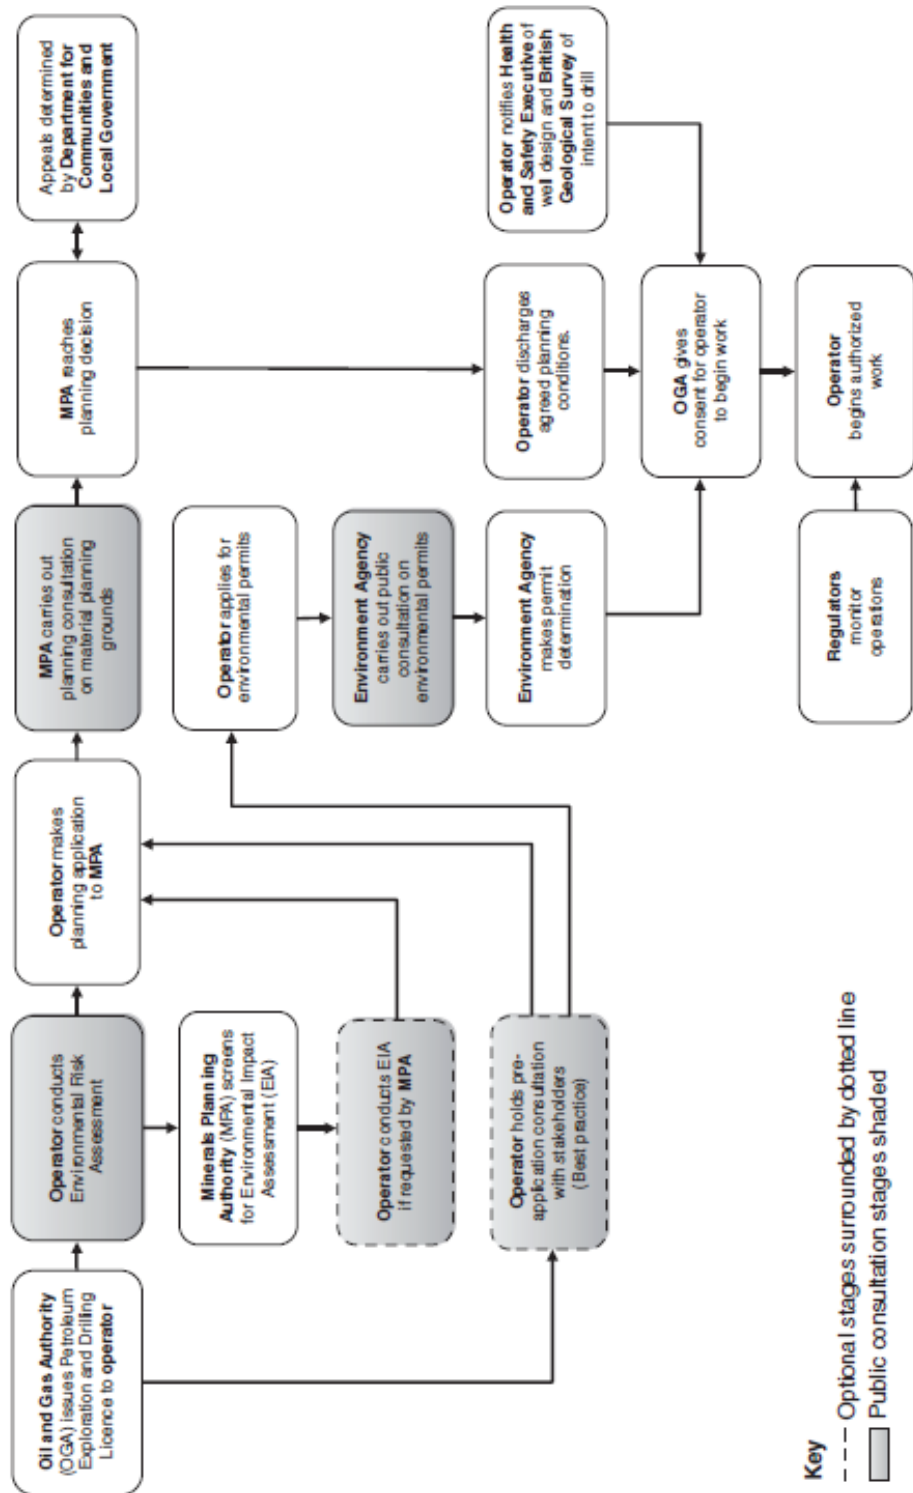 Oil and Gas Authority
(OGA) issues Petroleum
Exploration and Drilling
Licence to operator
Operator conducts
Environmental Risk
Assessment
Operator makes
planning application
to MPA
MPA carries out
planning consultation
on material planning
grounds
MPA reaches
planning decision
Appeals determined
by Department for
Communities and
Local Government
Minerals Planning
Authority (MPA) screens
for Environmental Impact
Assessment (EIA)
Operator applies for
environmental permits
Operator conducts EIA
if requested by MPA
Environment Agency
carries out public
consultation on
environmental permits
Operator holds pre-
application consultation
with stakeholders
(Best practice)
Environment Agency
makes permit
determination
Operator discharges
agreed planning
conditions.
Operator notifies Health
and Safety Executive of
well design and British
Geological Survey of
intent to drill
OGA gives
consent for operator
to begin work
Regulators
monitor
operations
Operator
begins authorized
work
Key
Optional stages surrounded by dotted line
Public consultation stages shaded